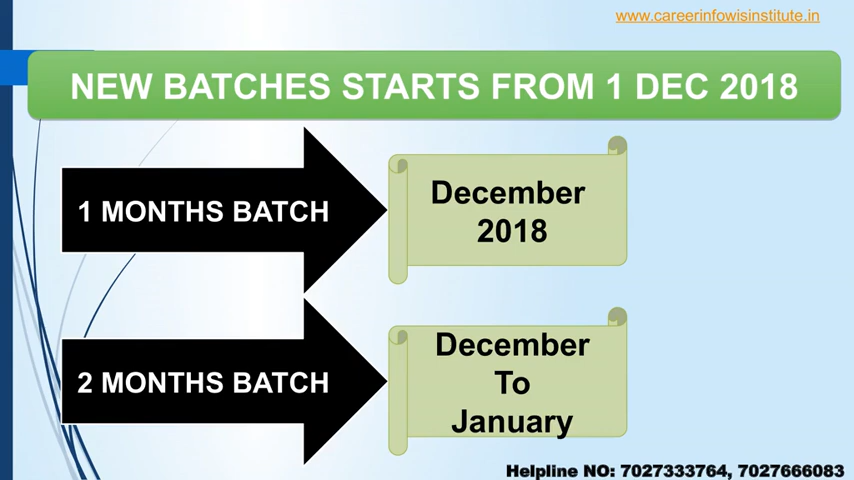 www.careerinfowisinstitute.in
NEW BATCHES STARTS FROM 1 DEC 2018
1 MONTHS BATCH
December
2018
2 MONTHS BATCH
December
To
January
Helpline NO: 7027333764, 7027666083